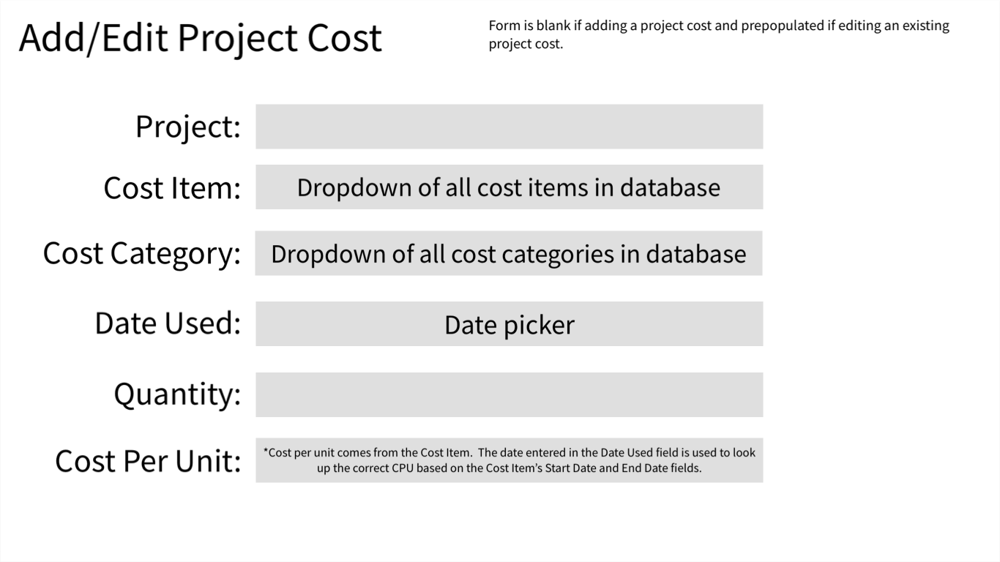 Add/Edit Project Cost
Form is blank if adding a project cost and prepopulated if editing an existing
project cost.
Project:
Cost Item:
Dropdown of all cost items in database
Cost Category:
Dropdown of all cost categories in database
Date Used:
Date picker
Quantity:
Cost Per Unit:
*Cost per unit comes from the Cost Item.  The date entered in the Date Used field is used to look
up the correct CPU based on the Cost Item’s Start Date and End Date fields.